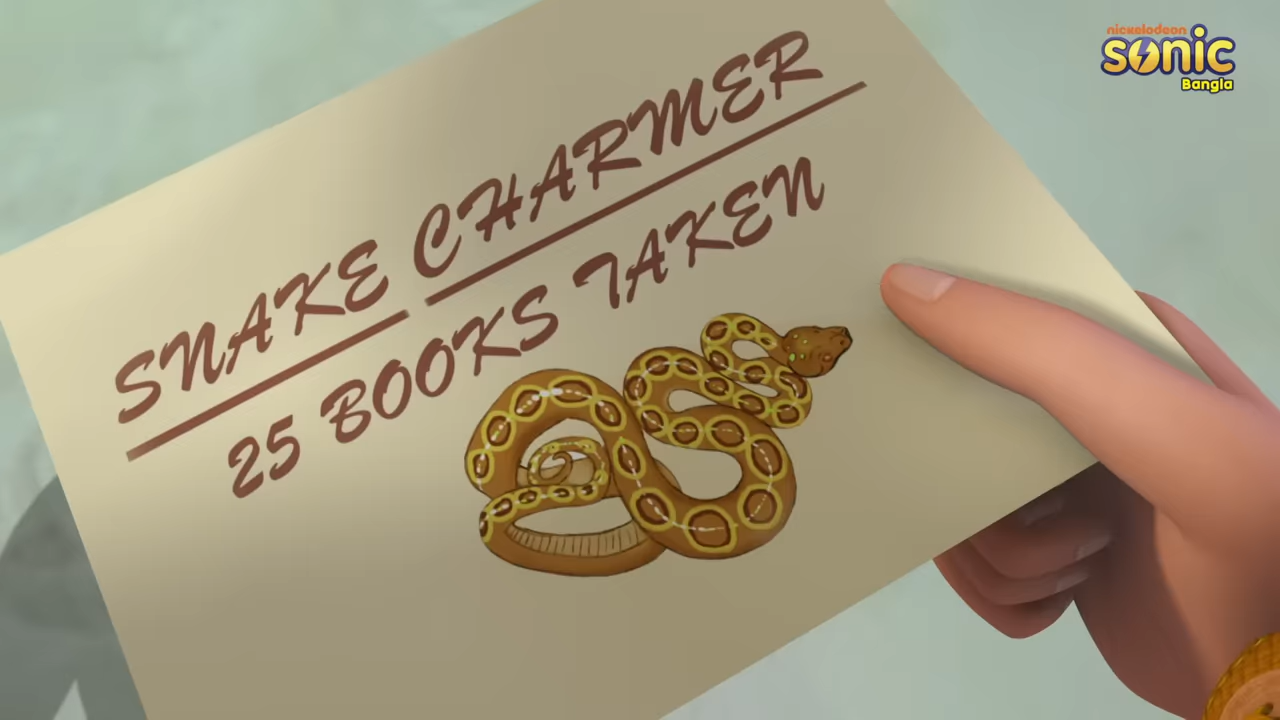 nickelodeon
sonic
Bangla
SNAKE CHARMER
25 BOOKS TAKEN